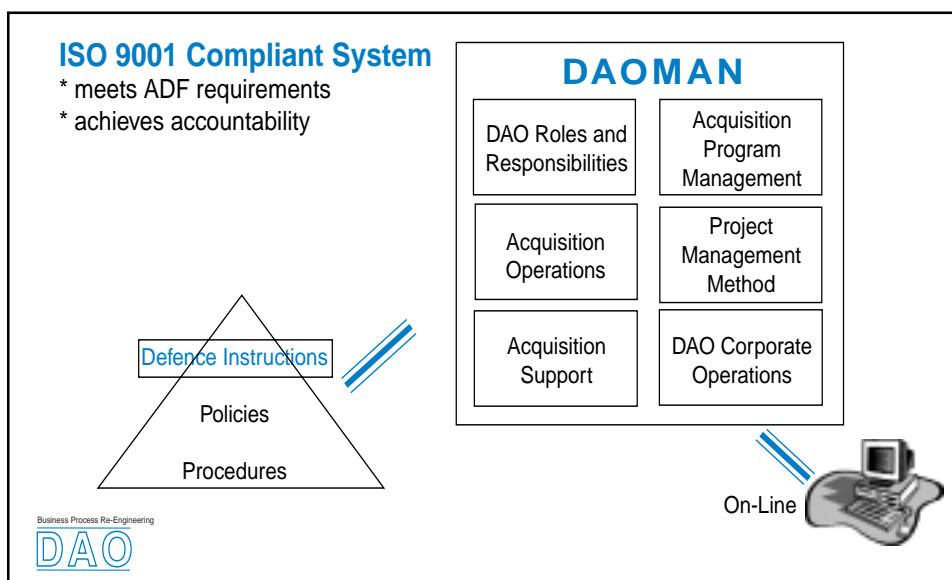 ISO 9001 Compliant System
* meets ADF requirements
* achieves accountability
DAOMAN
DAO Roles and
Responsibilities
Acquisition
Program
Management
Acquisition
Operations
Project
Management
Method
Acquisition
Support
DAO Corporate
Operations
Defence Instructions
Policies
Procedures
On-Line
Business Process Re-Engineering
DAO